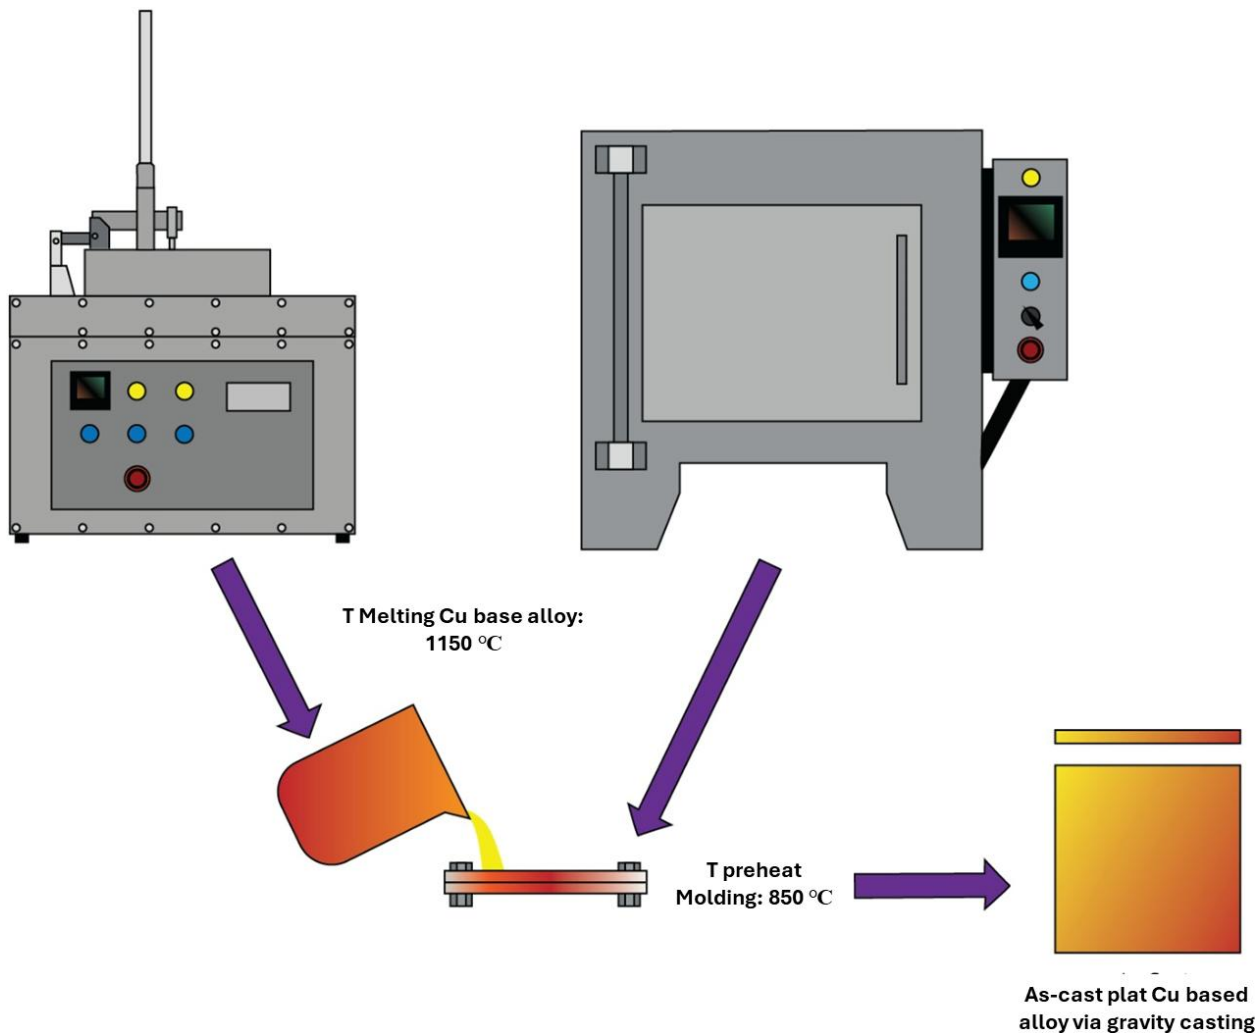 T Melting Cu base alloy:
1150 °C
T preheat
Molding: 850 °C
As-cast plat Cu based
alloy via gravity casting